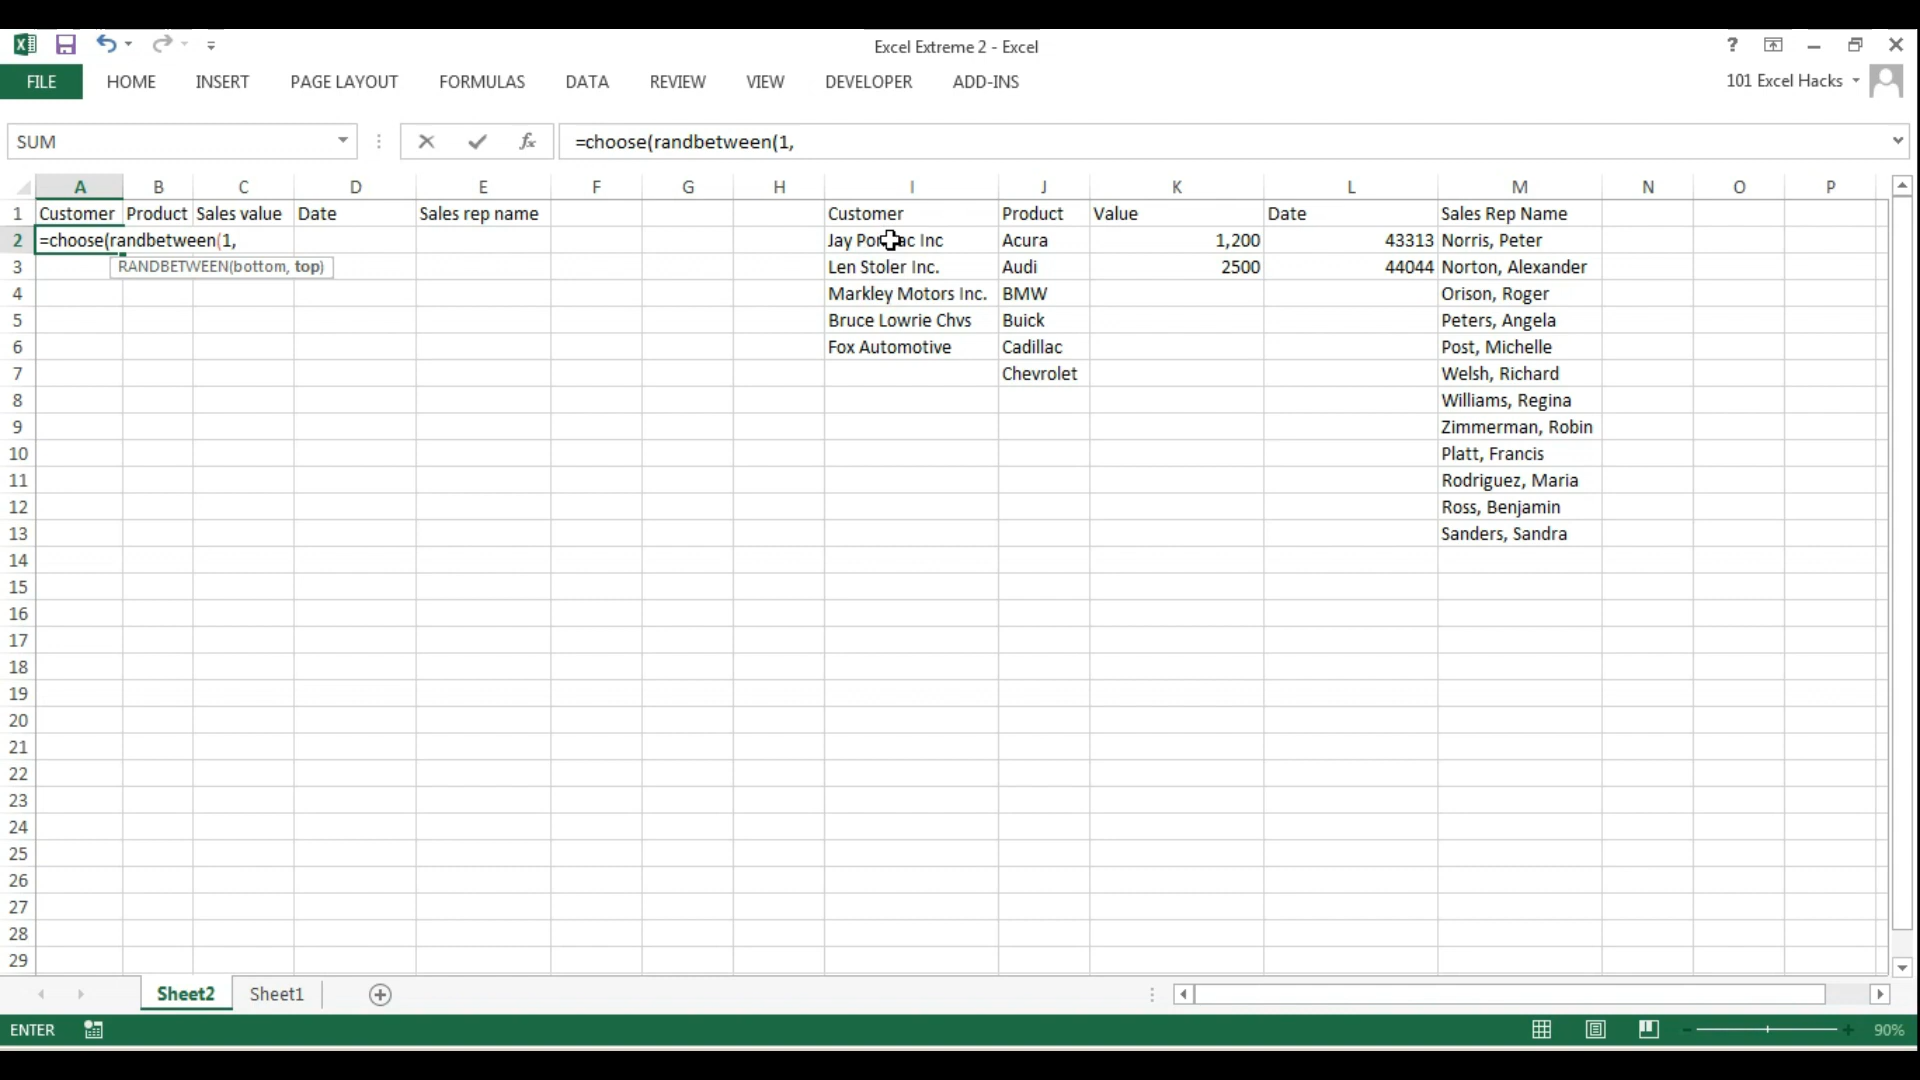 Excel Extreme 2 - Excel
FILE HOME INSERT PAGE LAYOUT FORMULAS DATA REVIEW VIEW DEVELOPER ADD-INS 101 Excel Hacks
SUM =choose(randbetween(1,
A B C D E F G H I J K L M N O P
1 Customer Product Sales value Date Sales rep name Customer Product Value Date Sales Rep Name
2 =choose(randbetween(1, Jay Pon ac Inc Acura 1,200 43313 Norris, Peter
3 RANDBETWEEN(bottom, top) Len Stoler Inc. Audi 2500 44044 Norton, Alexander
4 Markley Motors Inc. BMW Orison, Roger
5 Bruce Lowrie Chvs Buick Peters, Angela
6 Fox Automotive Cadillac Post, Michelle
7 Chevrolet Welsh, Richard
8 Williams, Regina
9 Zimmerman, Robin
10 Platt, Francis
11 Rodriguez, Maria
12 Ross, Benjamin
13 Sanders, Sandra
14
15
16
17
18
19
20
21
22
23
24
25
26
27
28
29
Sheet2 Sheet1
ENTER 90%